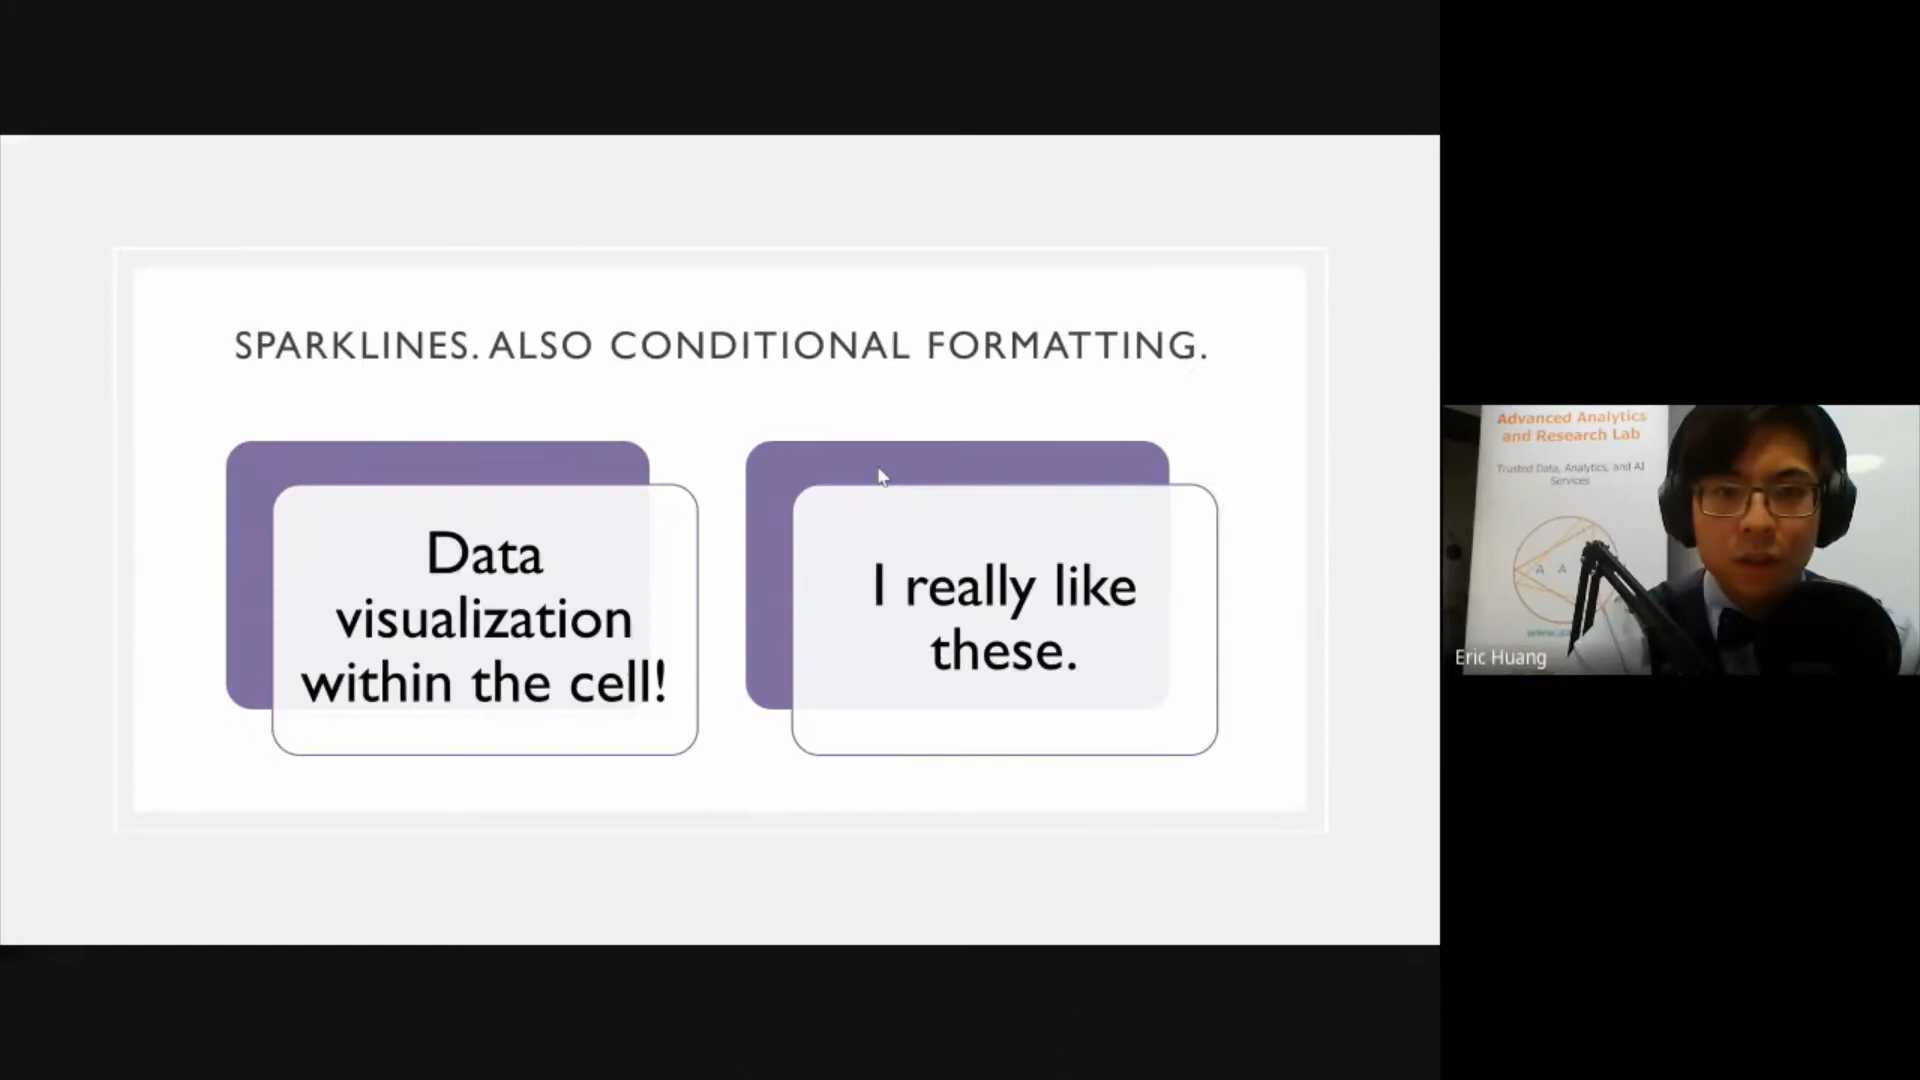 SPARKLINES. ALSO CONDITIONAL FORMATTING.
Data
visualization
within the cell!
I really like
these.
Advanced Analytics
and Research Lab
Trusted Data, Analytics, and AI
Services
A A
Eric Huang